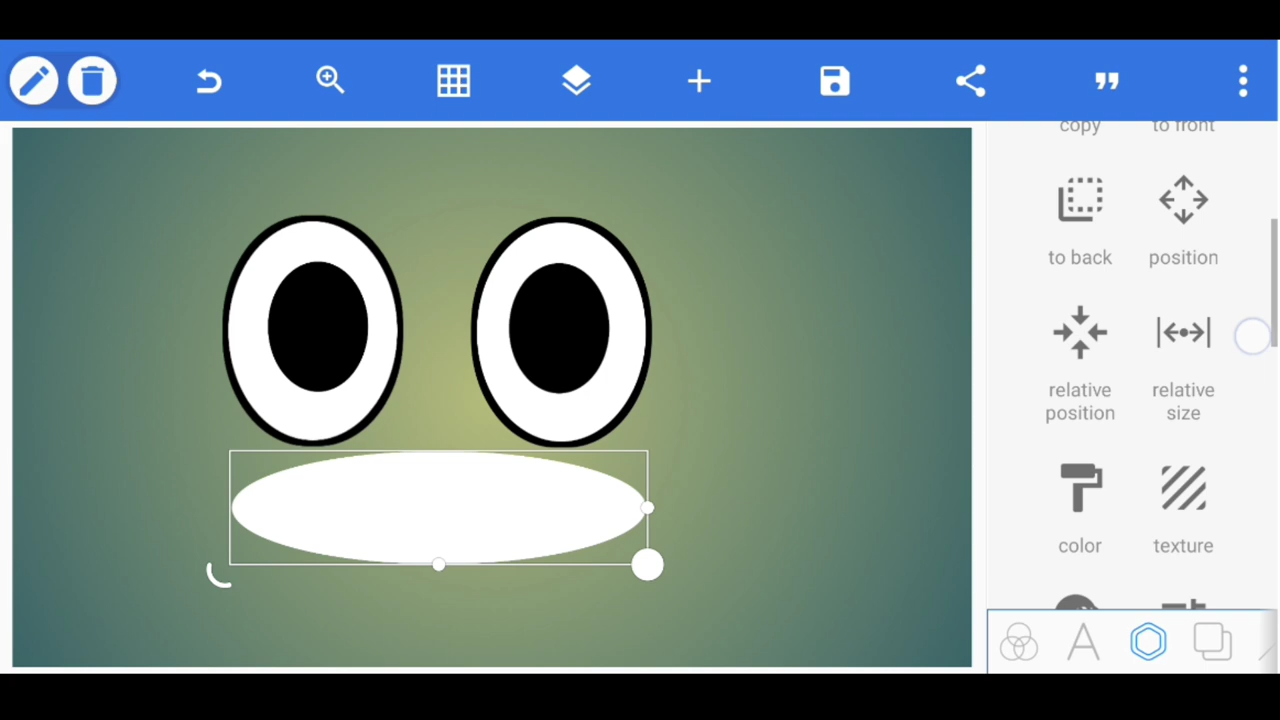 copy to front
to back position
relative position relative size
color texture